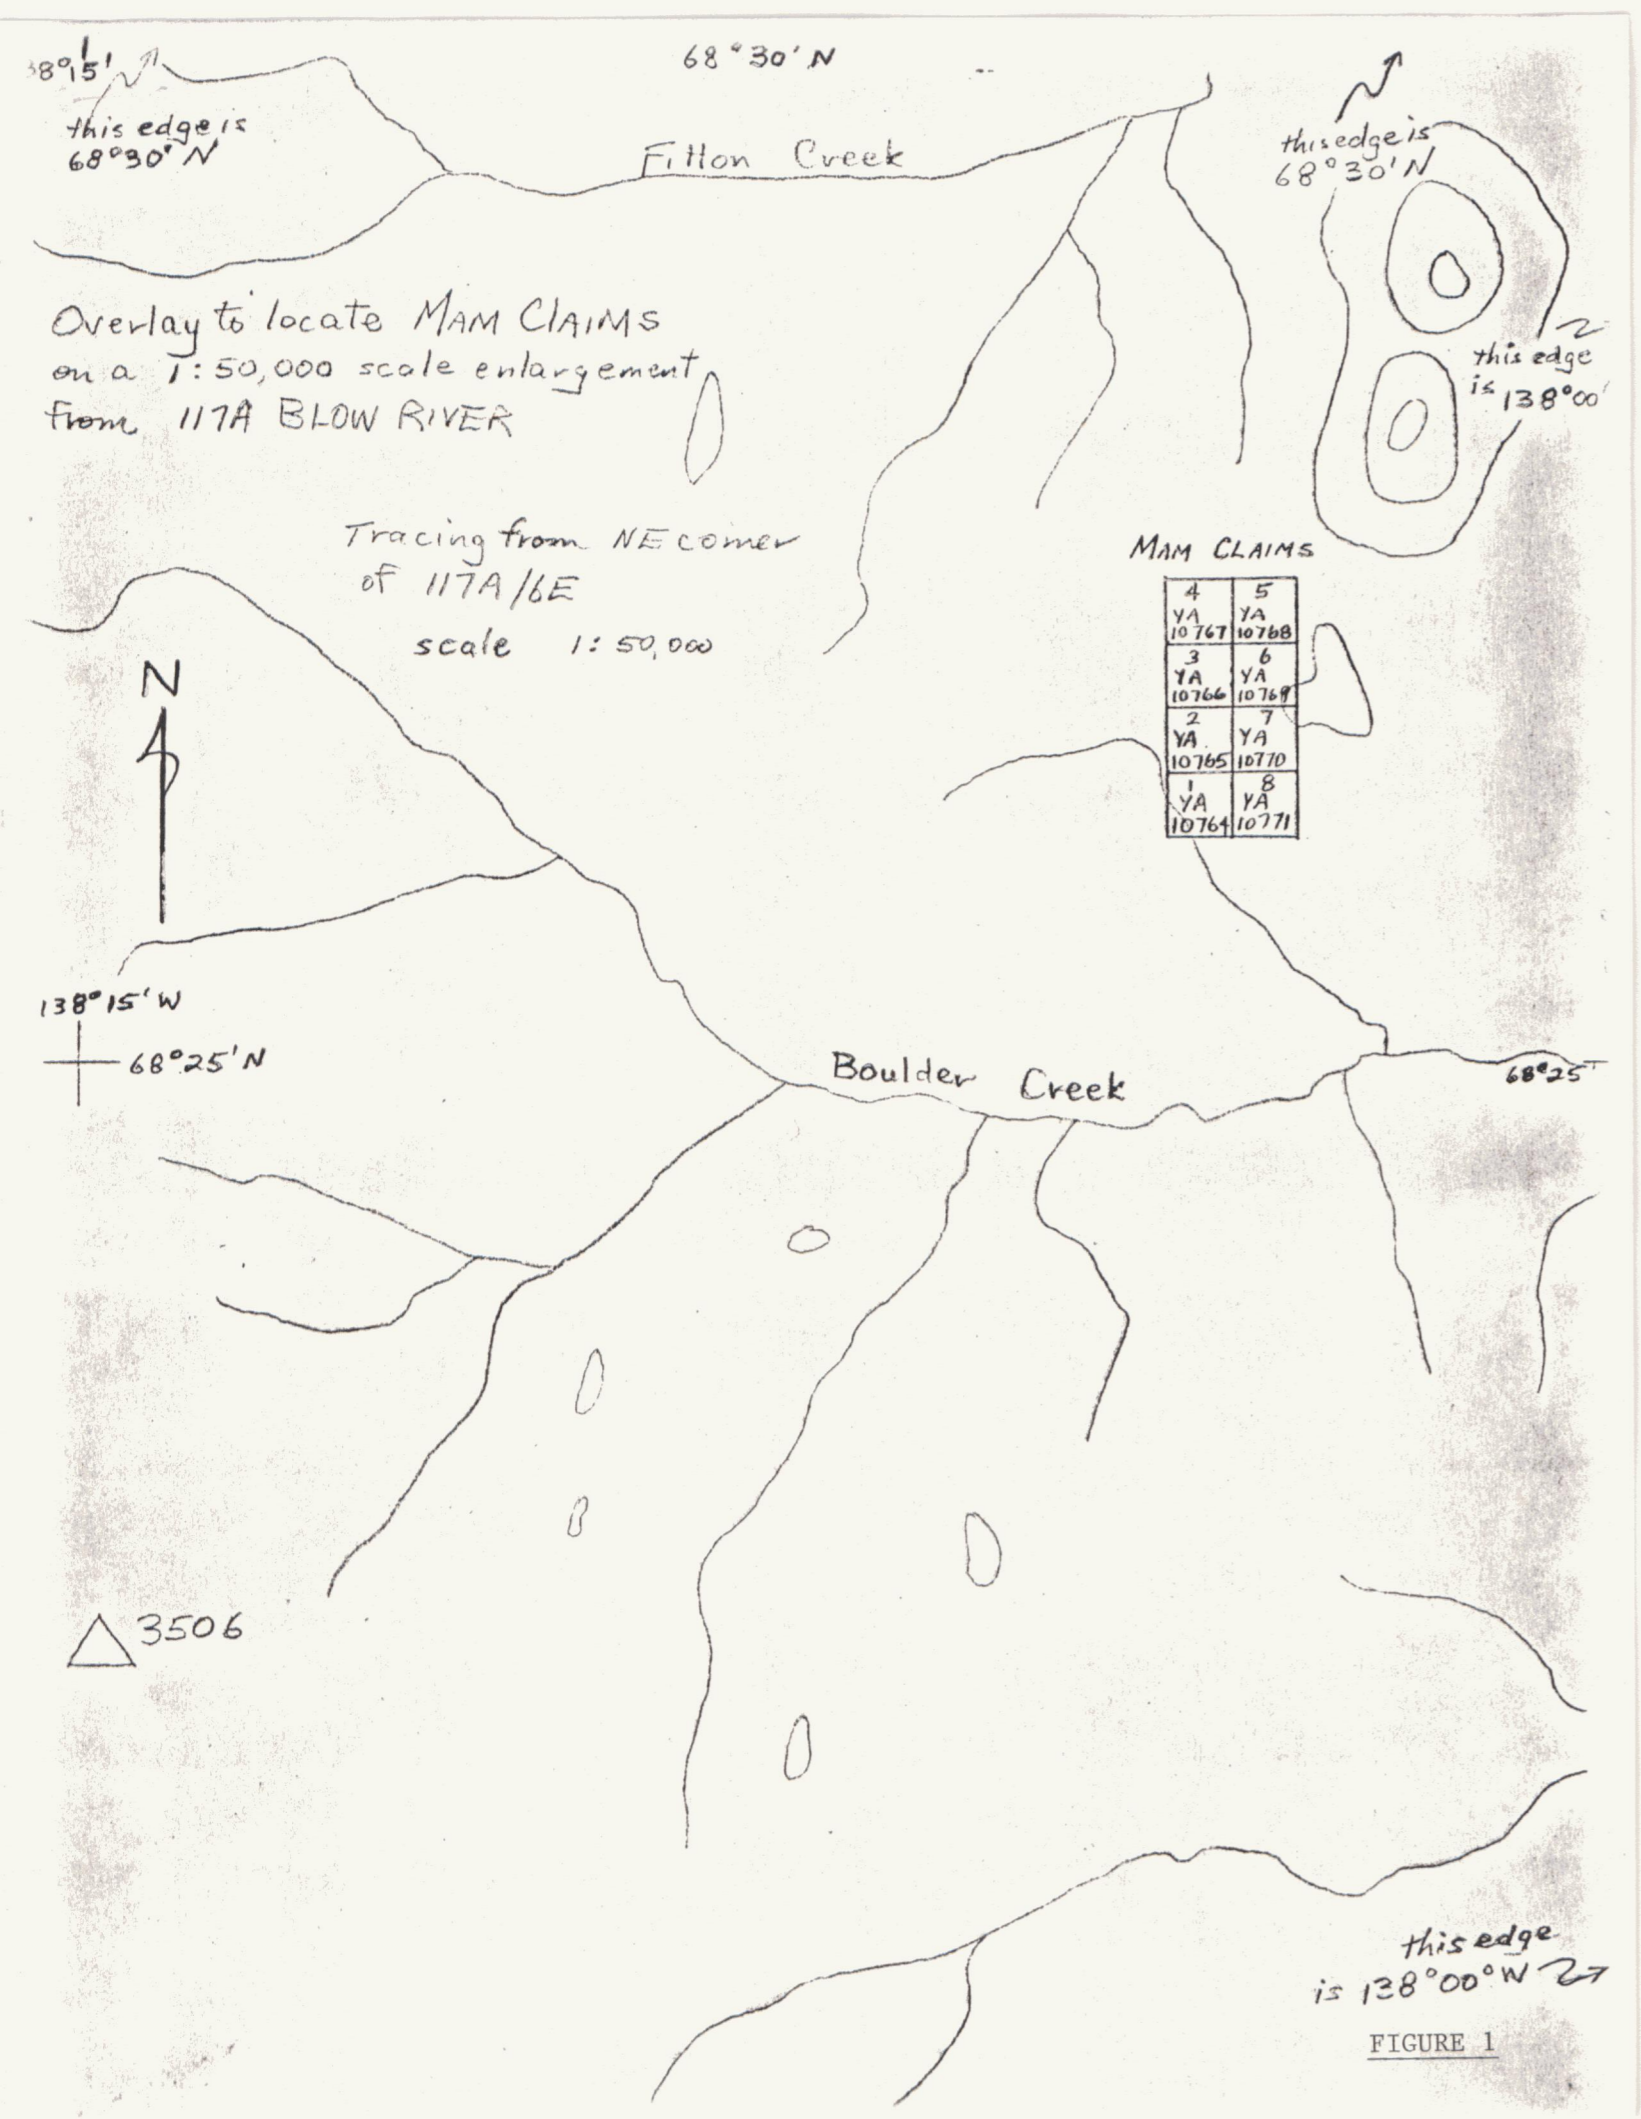 38°15'
68°30'N
this edge is
68°30'N
this edge is
68°30'N
Fitton Creek
Overlay to locate MAM CLAIMS
on a 1:50,000 scale enlargement
from 117A BLOW RIVER
this edge
is 138°00'
Tracing from NE corner
of 117A/6E
scale 1:50,000
MAM CLAIMS
4 5
YA YA
10767 10768
3 6
YA YA
10766 10769
2 7
YA YA
10765 10770
1 8
YA YA
10764 10771
N
138°15'W
68°25'N
Boulder Creek
68°25'
3506
this edge
is 138°00°W
FIGURE 1